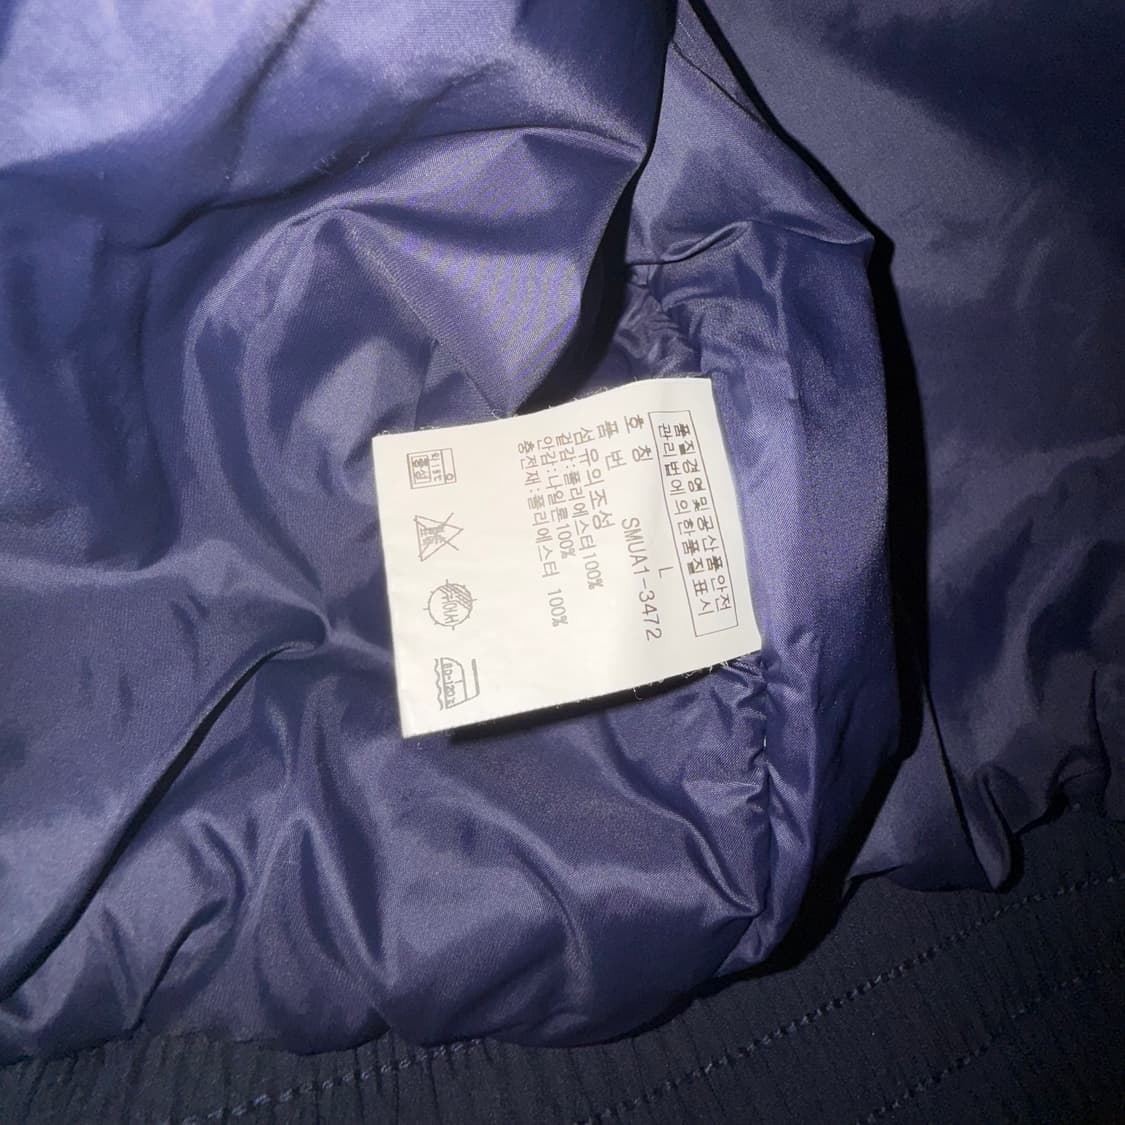 품질경영및공산품안전
관리법에의한품질표시
호 칭 L
품 번 SMUA1-3472
섬유의조성
겉감:폴리에스터100%
안감:나일론100%
충전재:폴리에스터 100%
80-120℃